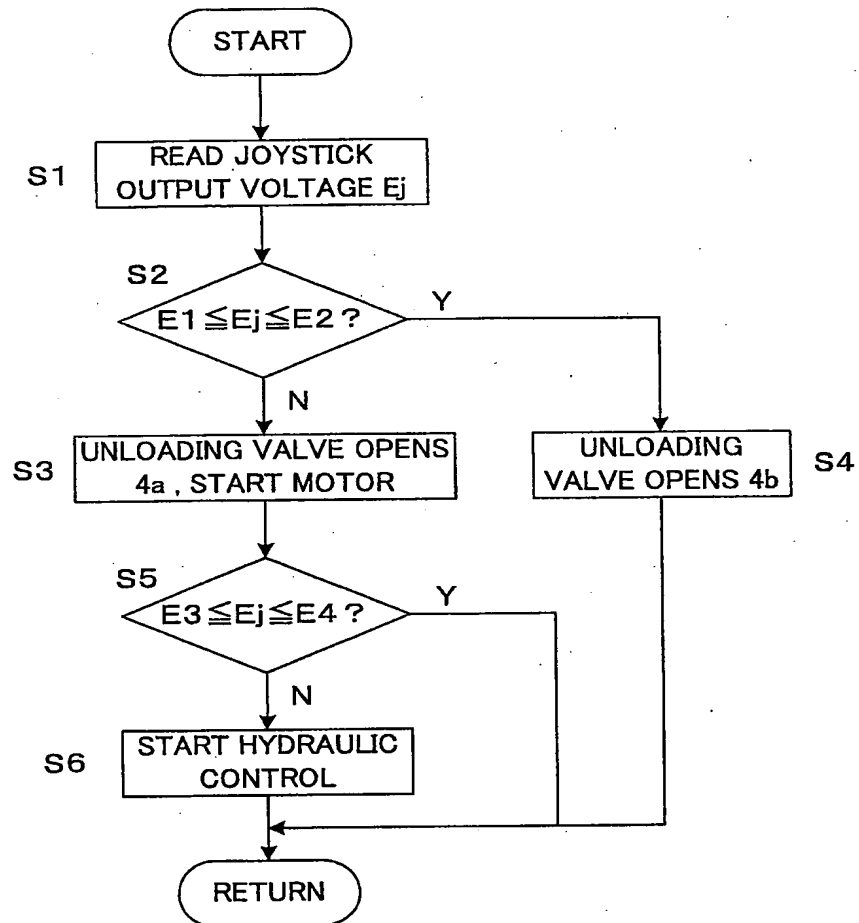 START
S1
READ JOYSTICK
OUTPUT VOLTAGE Ej
S2
E1≦Ej≦E2?
Y
N
S3
UNLOADING VALVE OPENS
4a , START MOTOR
UNLOADING
VALVE OPENS 4b
S4
S5
E3≦Ej≦E4?
Y
N
S6
START HYDRAULIC
CONTROL
RETURN